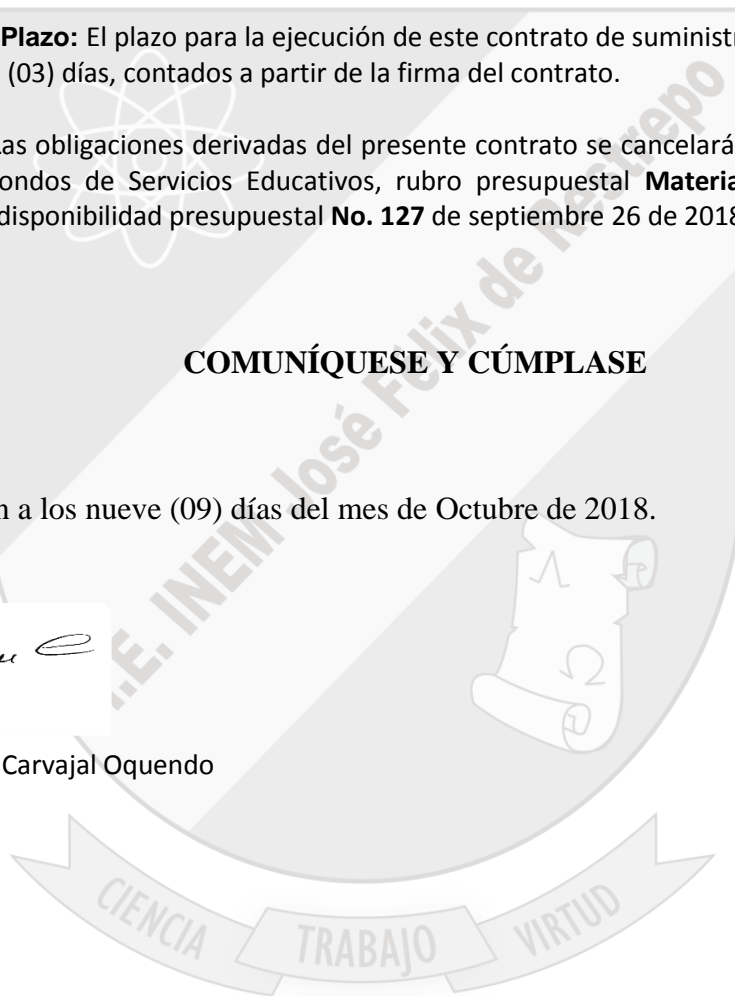 Plazo: El plazo para la ejecución de este contrato de suministr
(03) días, contados a partir de la firma del contrato.
as obligaciones derivadas del presente contrato se cancelará
ondos de Servicios Educativos, rubro presupuestal Materia
disponibilidad presupuestal No. 127 de septiembre 26 de 2018
COMUNÍQUESE Y CÚMPLASE
a los nueve (09) días del mes de Octubre de 2018.
Carvajal Oquendo
I.E. INEM José Félix de Restrepo
CIENCIA TRABAJO VIRTUD